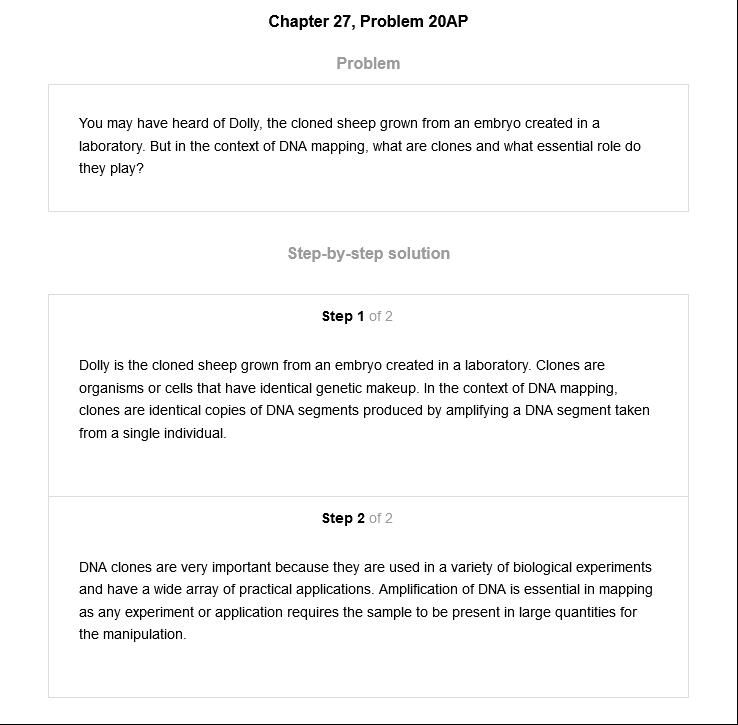 Chapter 27, Problem 20AP
Problem
You may have heard of Dolly, the cloned sheep grown from an embryo created in a
laboratory. But in the context of DNA mapping, what are clones and what essential role do
they play?
Step-by-step solution
Step 1 of 2
Dolly is the cloned sheep grown from an embryo created in a laboratory. Clones are
organisms or cells that have identical genetic makeup. In the context of DNA mapping,
clones are identical copies of DNA segments produced by amplifying a DNA segment taken
from a single individual.
Step 2 of 2
DNA clones are very important because they are used in a variety of biological experiments
and have a wide array of practical applications. Amplification of DNA is essential in mapping
as any experiment or application requires the sample to be present in large quantities for
the manipulation.